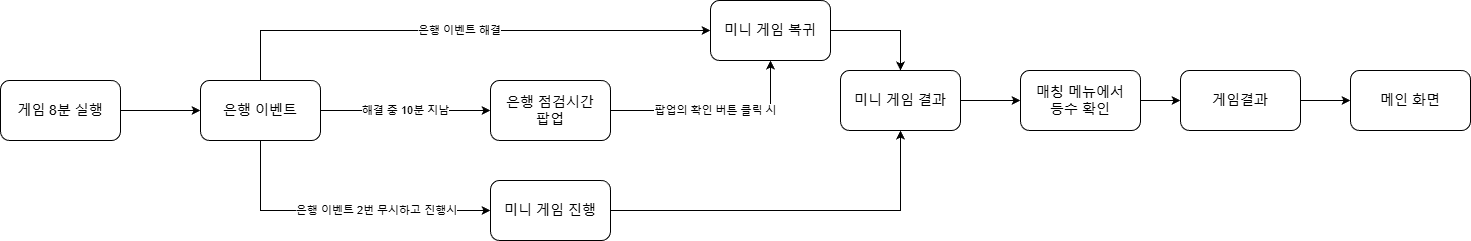 은행 이벤트 해결
미니 게임 복귀
게임 8분 실행
은행 이벤트
해결 중 10분 지남
은행 점검시간
팝업
팝업의 확인 버튼 클릭 시
미니 게임 결과
매칭 메뉴에서
등수 확인
게임결과
메인 화면
은행 이벤트 2번 무시하고 진행시
미니 게임 진행